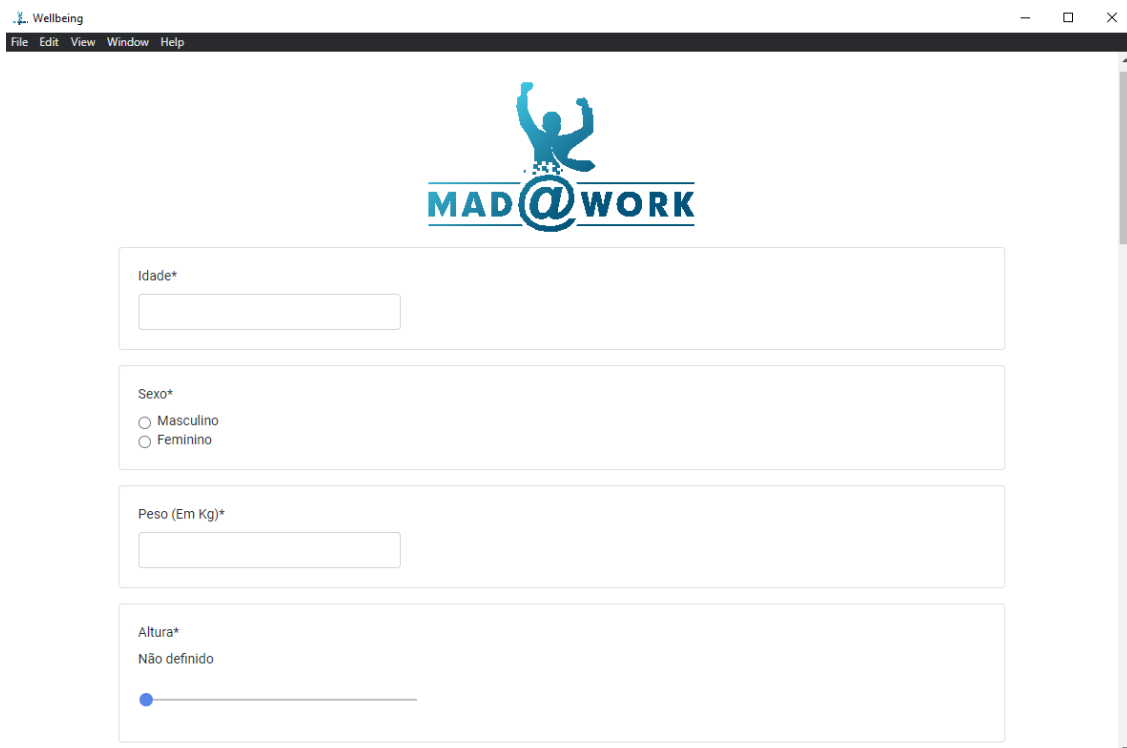 Wellbeing
File Edit View Window Help
MAD@WORK
Idade*
Sexo*
Masculino
Feminino
Peso (Em Kg)*
Altura*
Não definido